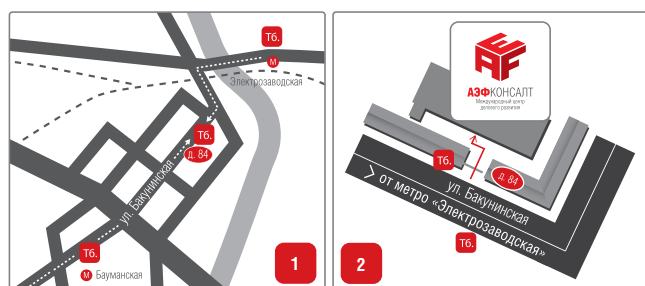 Тб.
М
Электрозаводская
Тб.
д. 84
ул. Бакунинская
Тб.
М Бауманская
1
АЭФКОНСАЛТ
Международный центр
делового развития
Тб.
д. 84
ул. Бакунинская
от метро «Электрозаводская»
Тб.
2